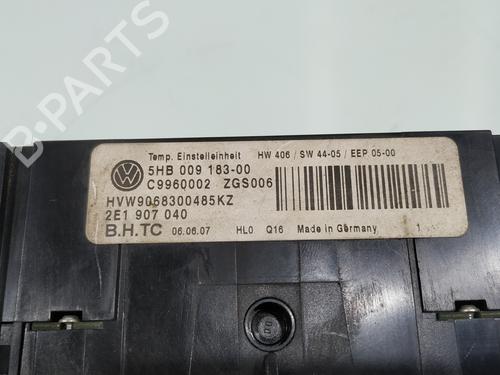 Temp. Einstelleinheit HW 406 / SW 44-05 / EEP 05-00
5HB 009 183-00
C9960002 ZGS006
HVW9068300485KZ
2E1 907 040
B.H.TC 06.06.07 HL0 Q16 Made in Germany 1
B-PARTS